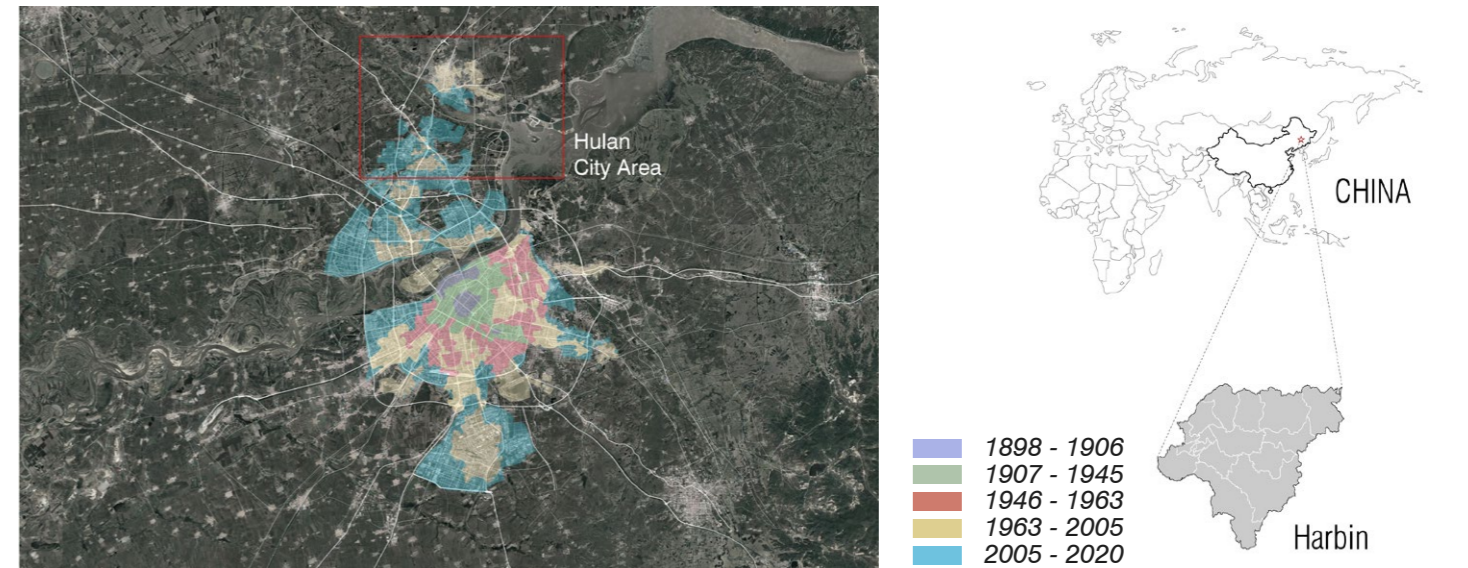 Hulan
City Area
CHINA
1898 - 1906
1907 - 1945
1946 - 1963
1963 - 2005
2005 - 2020
Harbin